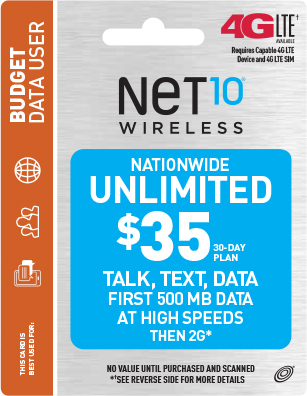 BUDGET
DATA USER
THIS CARD IS
BEST USED FOR:
4G LTE†
AVAILABLE
Requires Capable 4G LTE
Device and 4G LTE SIM
NET10®
WIRELESS
NATIONWIDE
UNLIMITED
$35 30-DAY
PLAN
TALK, TEXT, DATA
FIRST 500 MB DATA
AT HIGH SPEEDS
THEN 2G*
NO VALUE UNTIL PURCHASED AND SCANNED
*†SEE REVERSE SIDE FOR MORE DETAILS